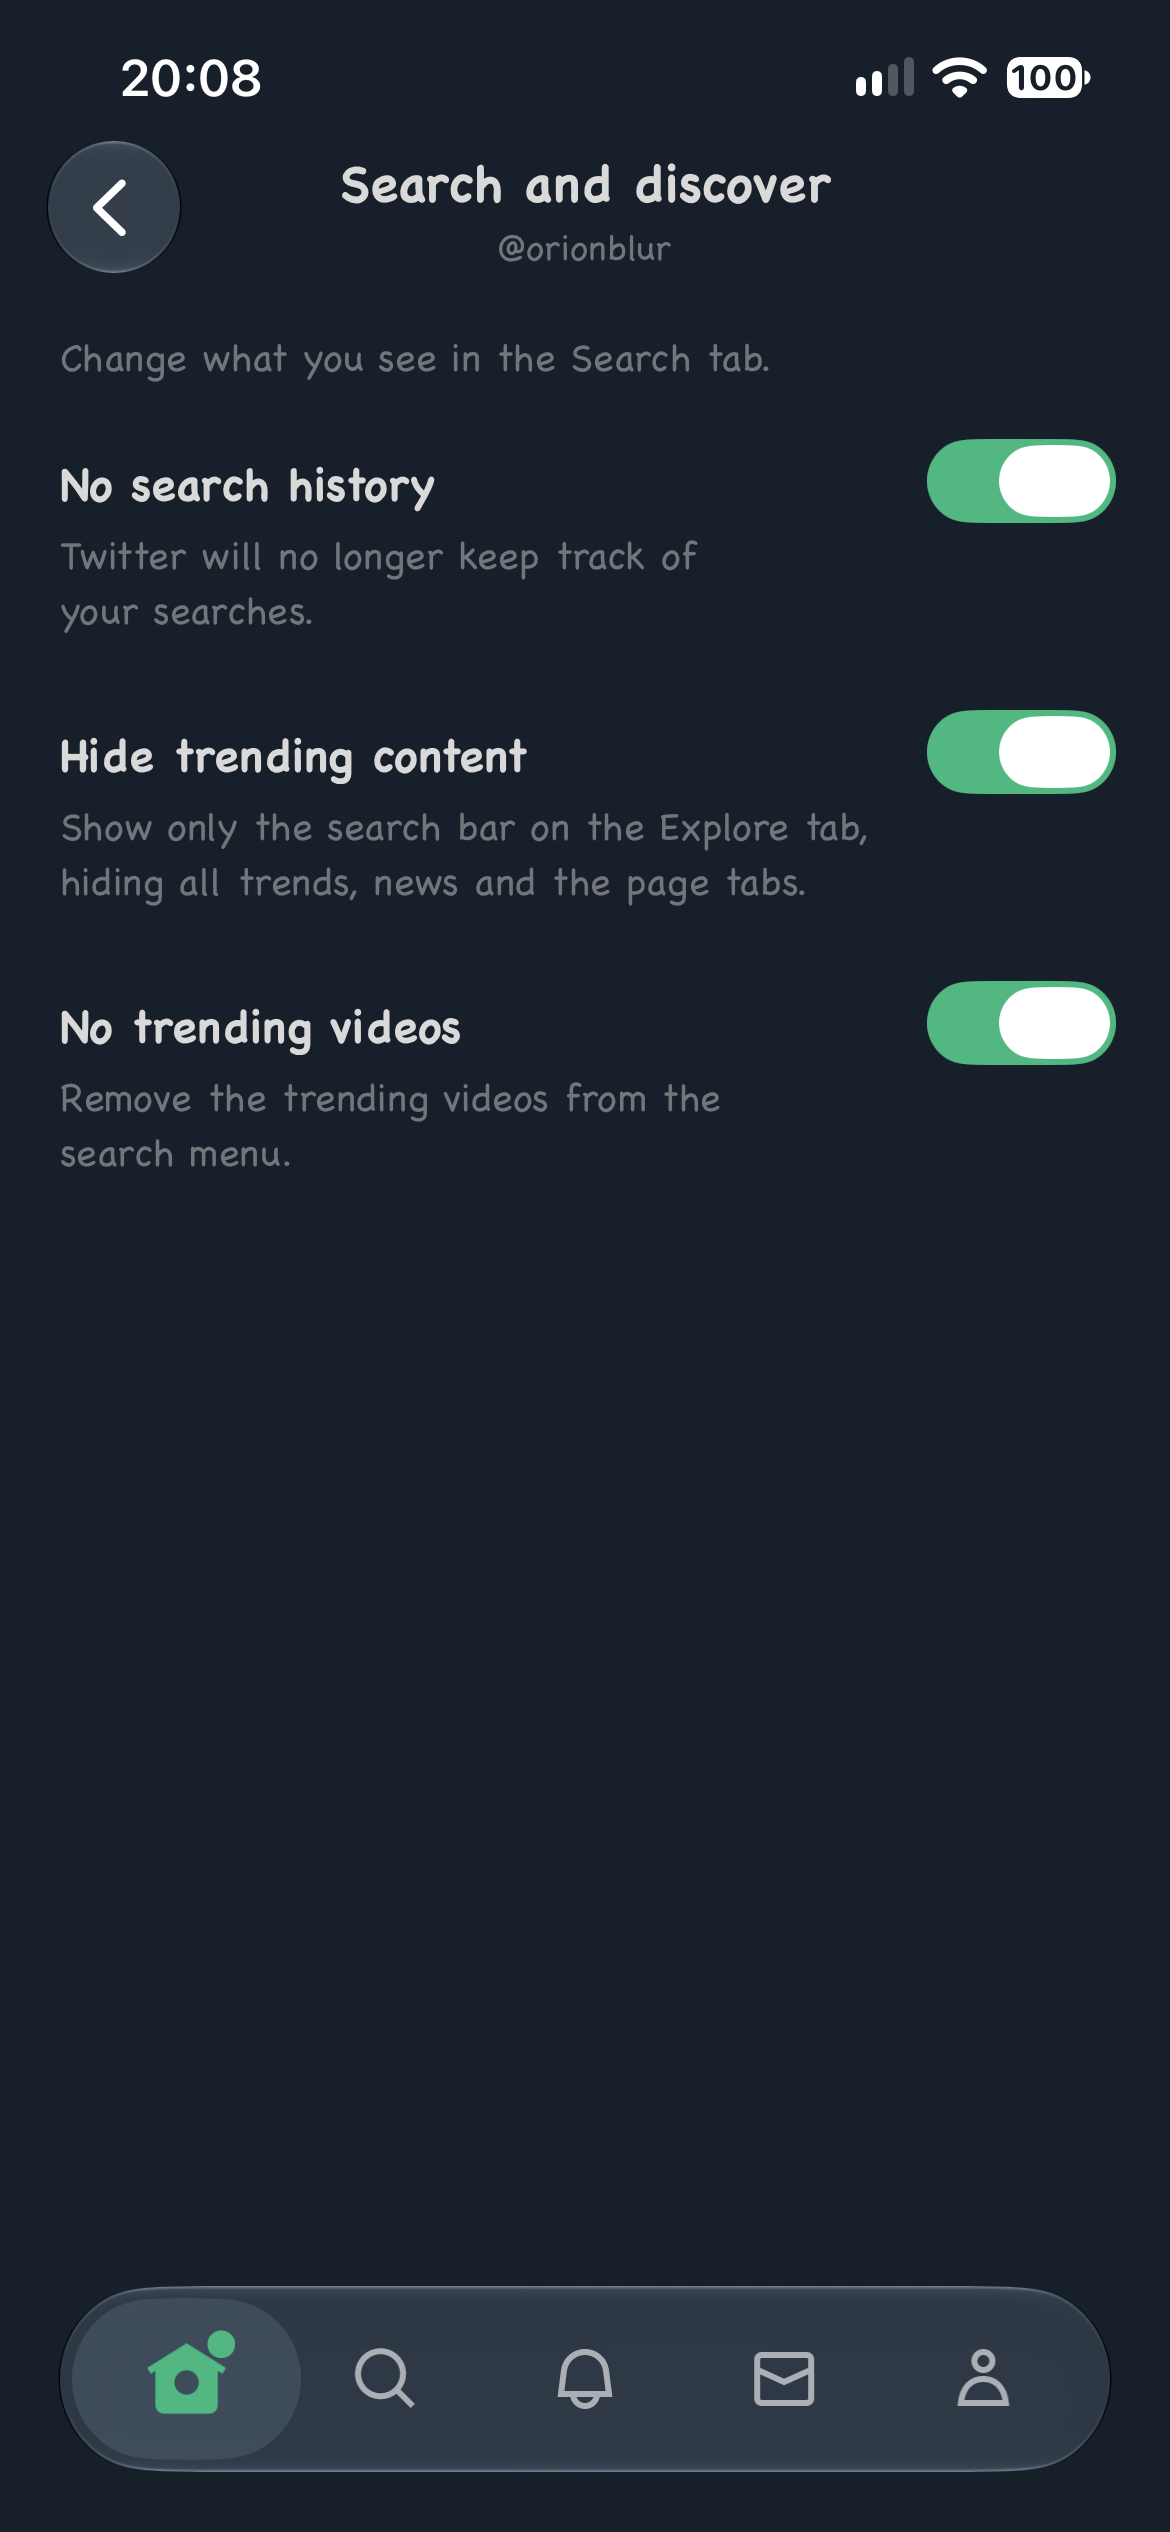 20:08
100
Search and discover
@orionblur
Change what you see in the Search tab.
No search history
Twitter will no longer keep track of
your searches.
Hide trending content
Show only the search bar on the Explore tab,
hiding all trends, news and the page tabs.
No trending videos
Remove the trending videos from the
search menu.